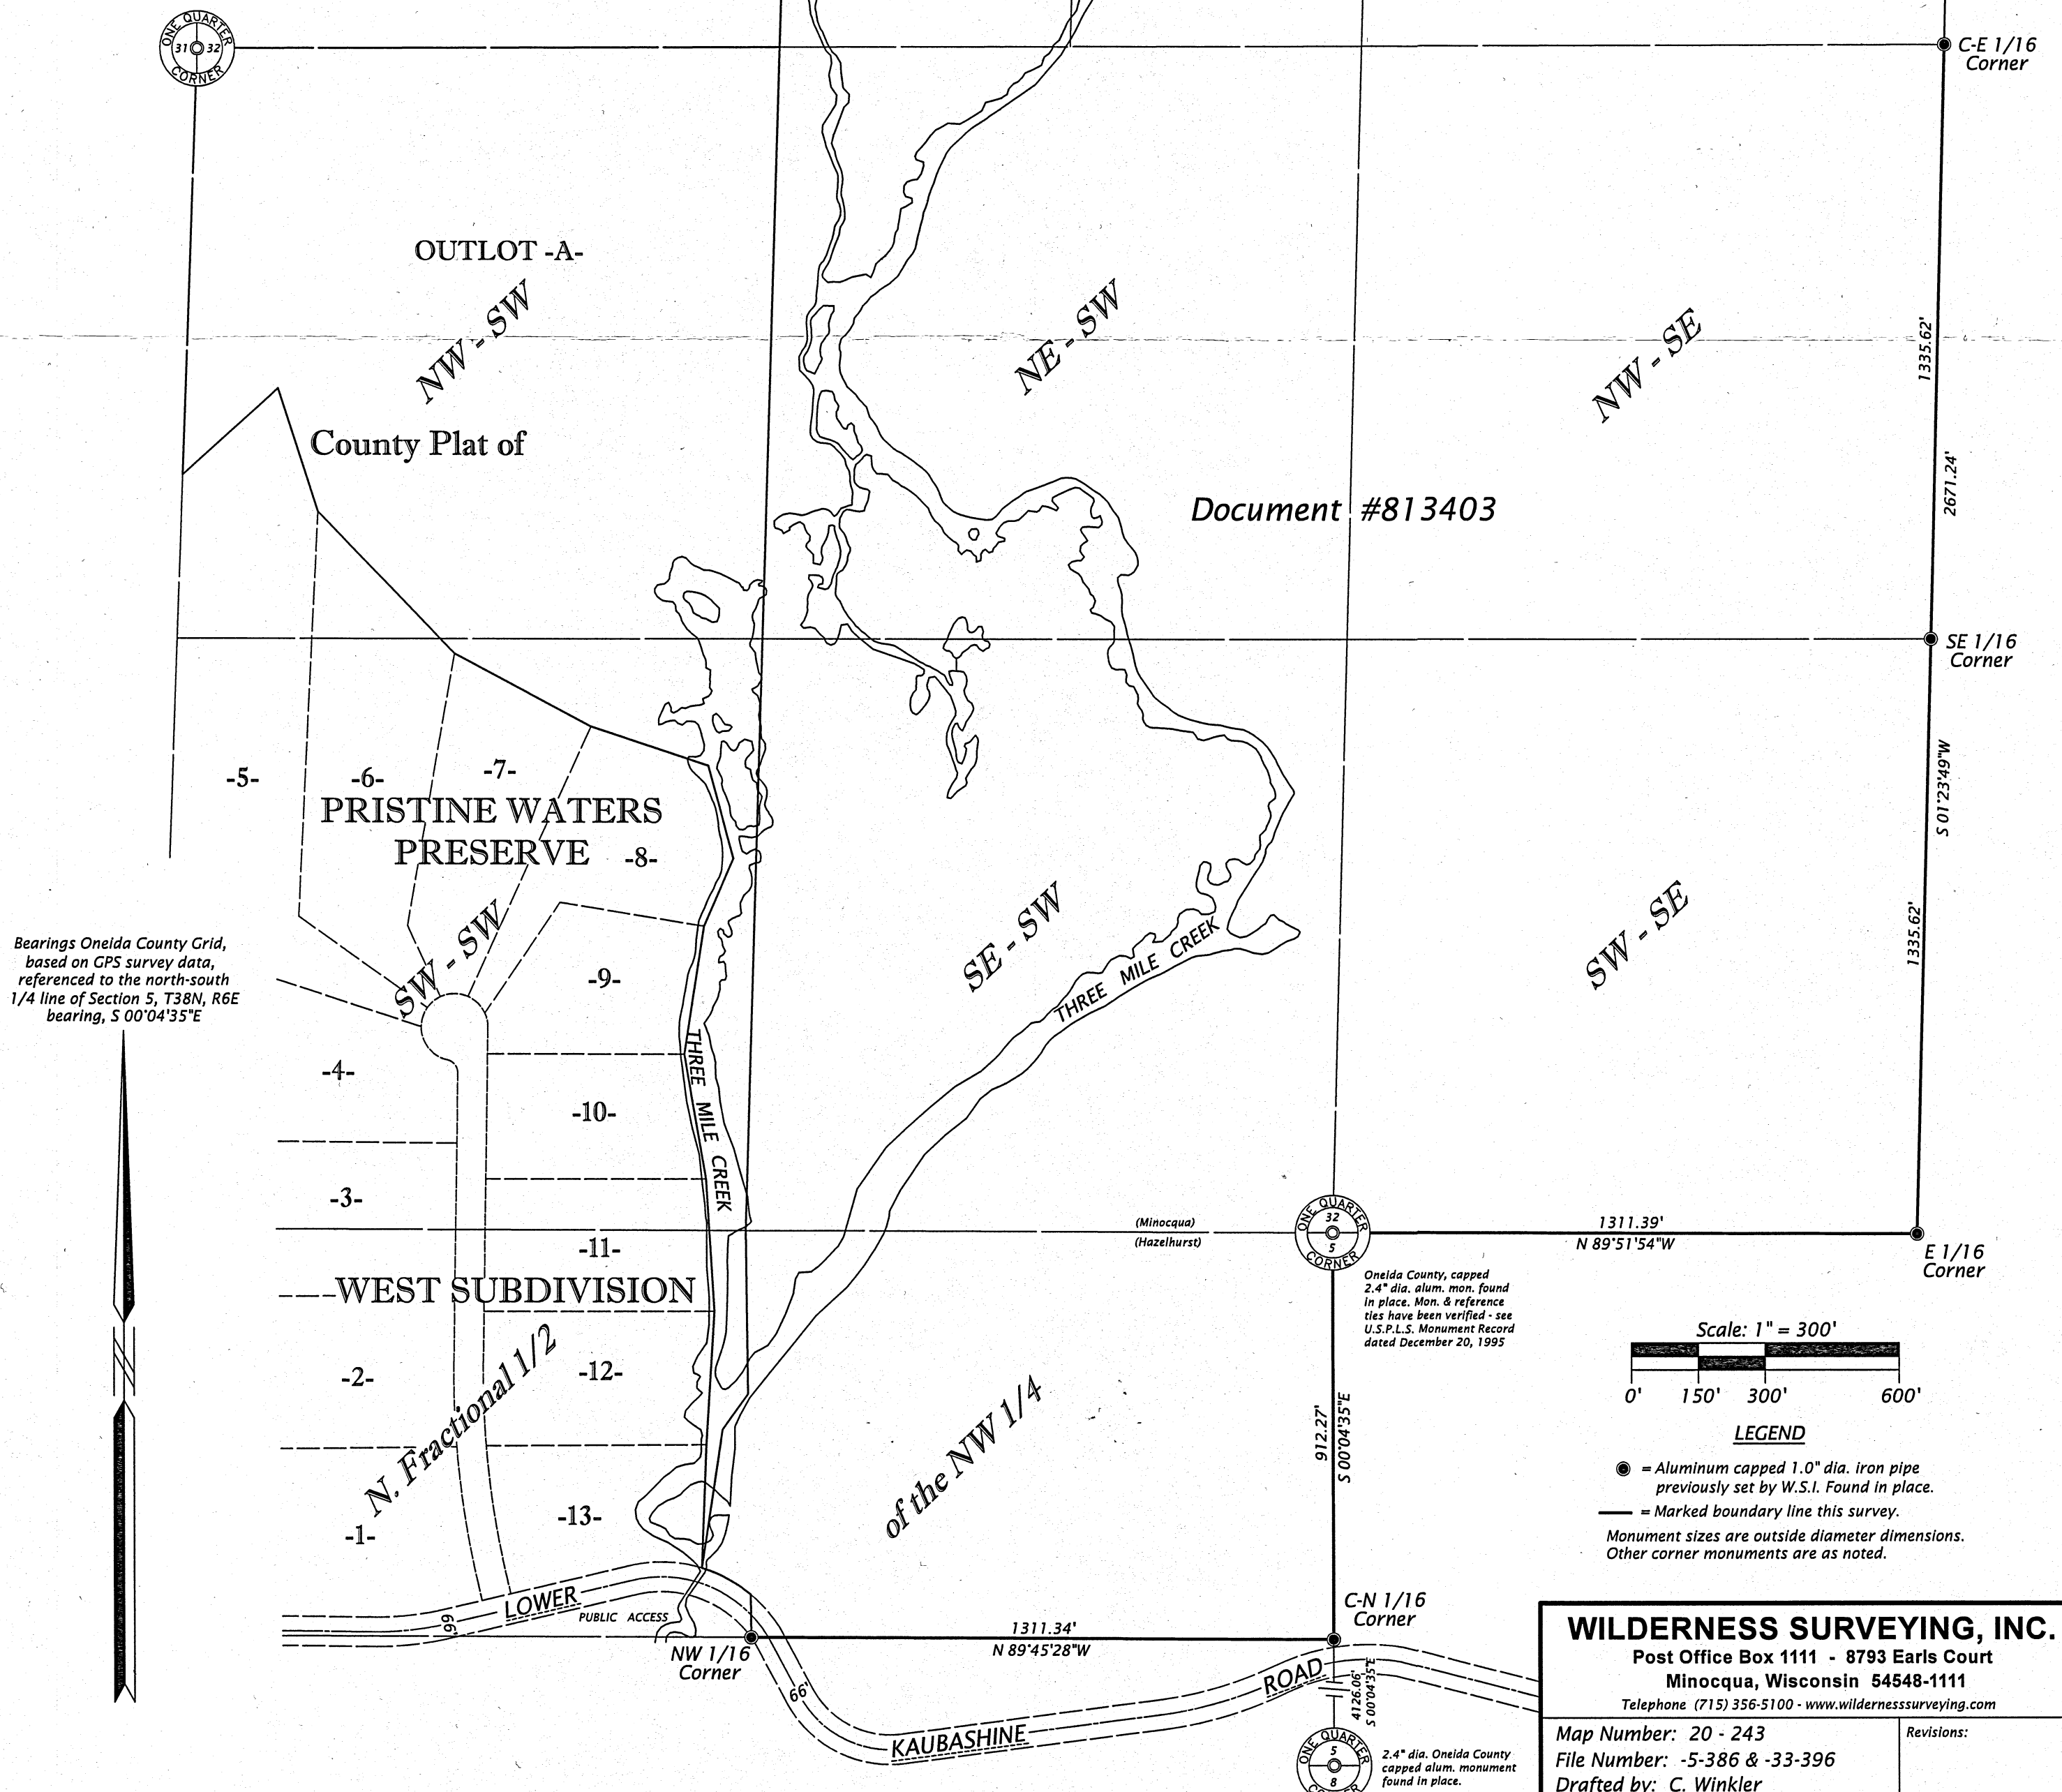 ONE QUARTER
31 32
CORNER
C-E 1/16
Corner
OUTLOT -A-
NW - SW
NE - SW
NW - SE
1335.62'
County Plat of
2671.24'
Document #813403
SE 1/16
Corner
-5-
-6-
-7-
PRISTINE WATERS
PRESERVE
-8-
S 01°23'49"W
1335.62'
SW - SW
SE - SW
SW - SE
Bearings Oneida County Grid,
based on GPS survey data,
referenced to the north-south
1/4 line of Section 5, T38N, R6E
bearing, S 00°04'35"E
-9-
THREE MILE CREEK
THREE MILE CREEK
-4-
-10-
-3-
(Minocqua)
(Hazelhurst)
ONE QUARTER
32
5
CORNER
1311.39'
N 89°51'54"W
E 1/16
Corner
-11-
WEST SUBDIVISION
Oneida County, capped
2.4" dia. alum. mon. found
in place. Mon. & reference
ties have been verified - see
U.S.P.L.S. Monument Record
dated December 20, 1995
-2-
-12-
N. Fractional 1/2
of the NW 1/4
912.27'
S 00°04'35"E
Scale: 1" = 300'
0' 150' 300' 600'
LEGEND
= Aluminum capped 1.0" dia. iron pipe
previously set by W.S.I. Found in place.
= Marked boundary line this survey.
Monument sizes are outside diameter dimensions.
Other corner monuments are as noted.
-1-
-13-
66'
LOWER
PUBLIC ACCESS
NW 1/16
Corner
1311.34'
N 89°45'28"W
C-N 1/16
Corner
66'
KAUBASHINE
ROAD
4126.06'
S 00°04'35"E
ONE QUARTER
5
8
CORNER
2.4" dia. Oneida County
capped alum. monument
found in place.
WILDERNESS SURVEYING, INC.
Post Office Box 1111 - 8793 Earls Court
Minocqua, Wisconsin 54548-1111
Telephone (715) 356-5100 - www.wildernesssurveying.com
Map Number: 20 - 243
File Number: -5-386 & -33-396
Drafted by: C. Winkler
Revisions: